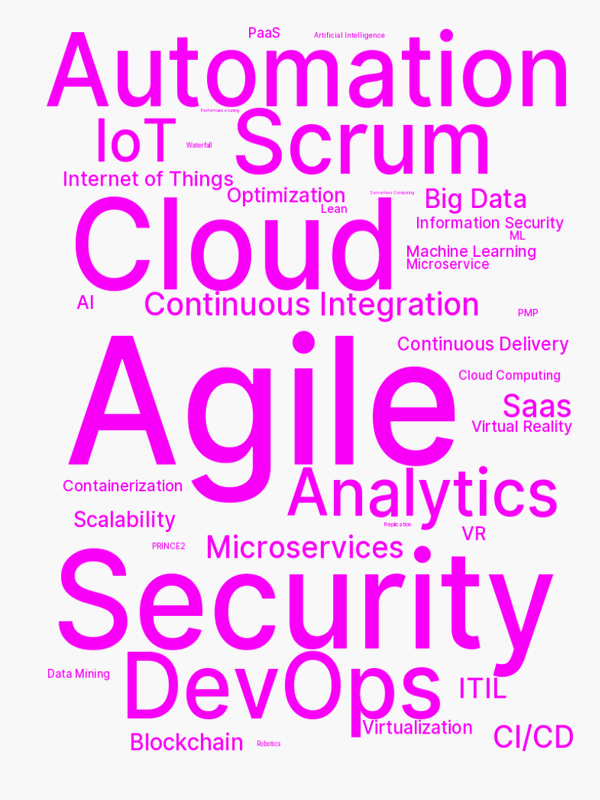 PaaS
Artificial Intelligence
Automation
Performance tuning
IoT
Waterfall
Scrum
Internet of Things
Optimization
Serverless Computing
Big Data
Lean
Information Security
ML
Cloud
Machine Learning
Microservice
AI
Continuous Integration
PMP
Continuous Delivery
Agile
Cloud Computing
Saas
Virtual Reality
Containerization
Analytics
Scalability
Replication
VR
PRINCE2
Microservices
Security
Data Mining
DevOps
ITIL
Virtualization
CI/CD
Blockchain
Robotics